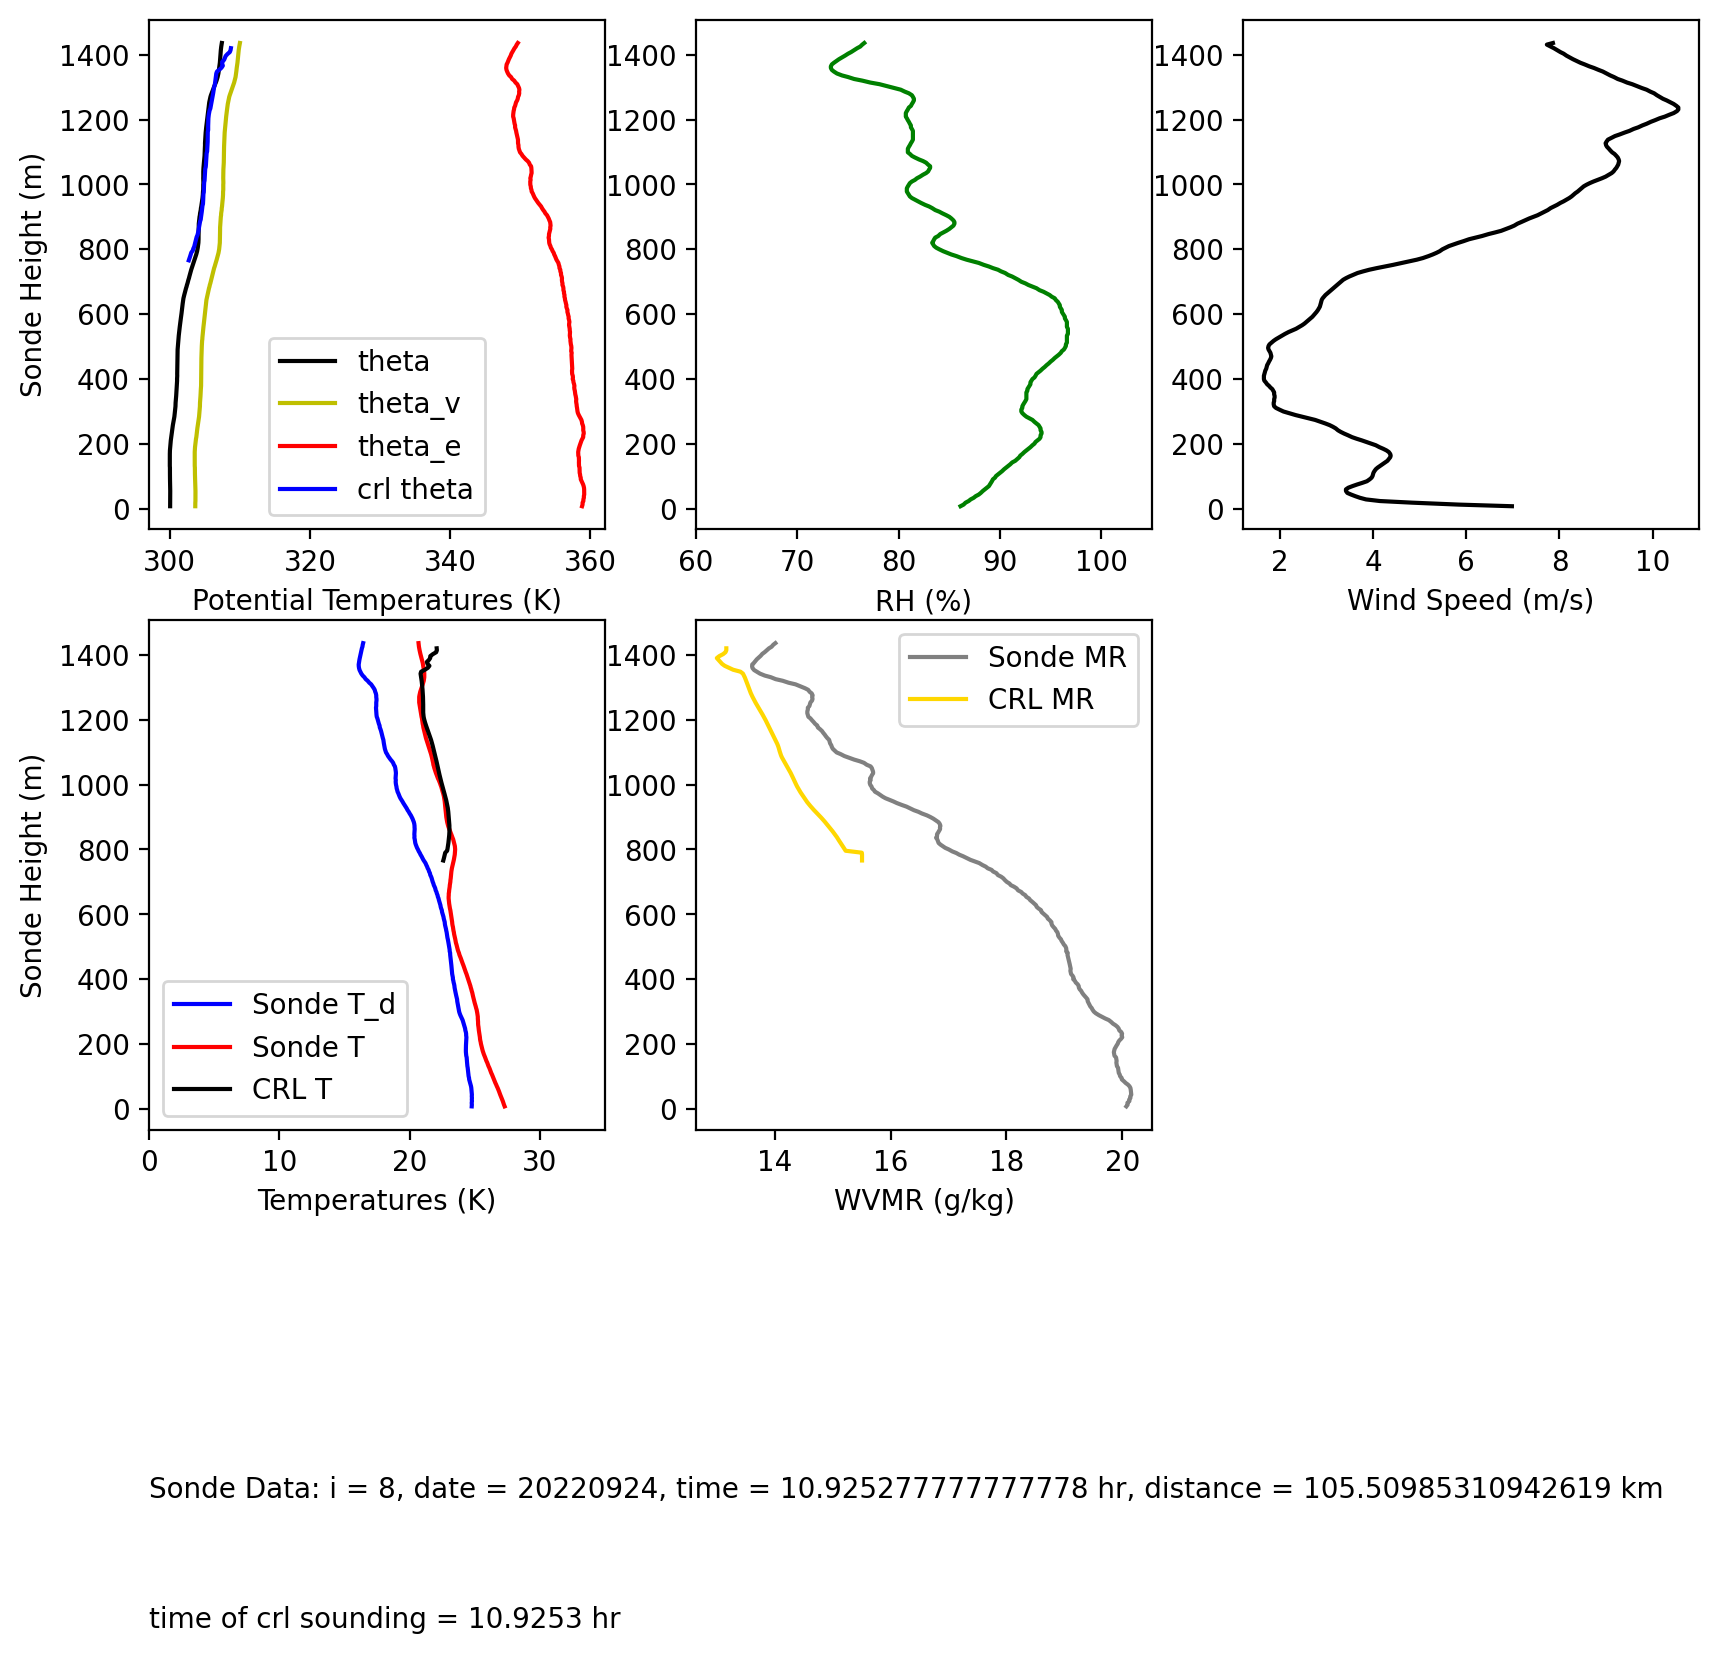 1400
1200
1000
800
600
400
200
0
Sonde Height (m)
300 320 340 360
Potential Temperatures (K)
theta
theta_v
theta_e
crl theta
1400
1200
1000
800
600
400
200
0
60 70 80 90 100
RH (%)
1400
1200
1000
800
600
400
200
0
2 4 6 8 10
Wind Speed (m/s)
1400
1200
1000
800
600
400
200
0
Sonde Height (m)
0 10 20 30
Temperatures (K)
Sonde T_d
Sonde T
CRL T
1400
1200
1000
800
600
400
200
0
14 16 18 20
WVMR (g/kg)
Sonde MR
CRL MR
Sonde Data: i = 8, date = 20220924, time = 10.925277777777778 hr, distance = 105.50985310942619 km
time of crl sounding = 10.9253 hr